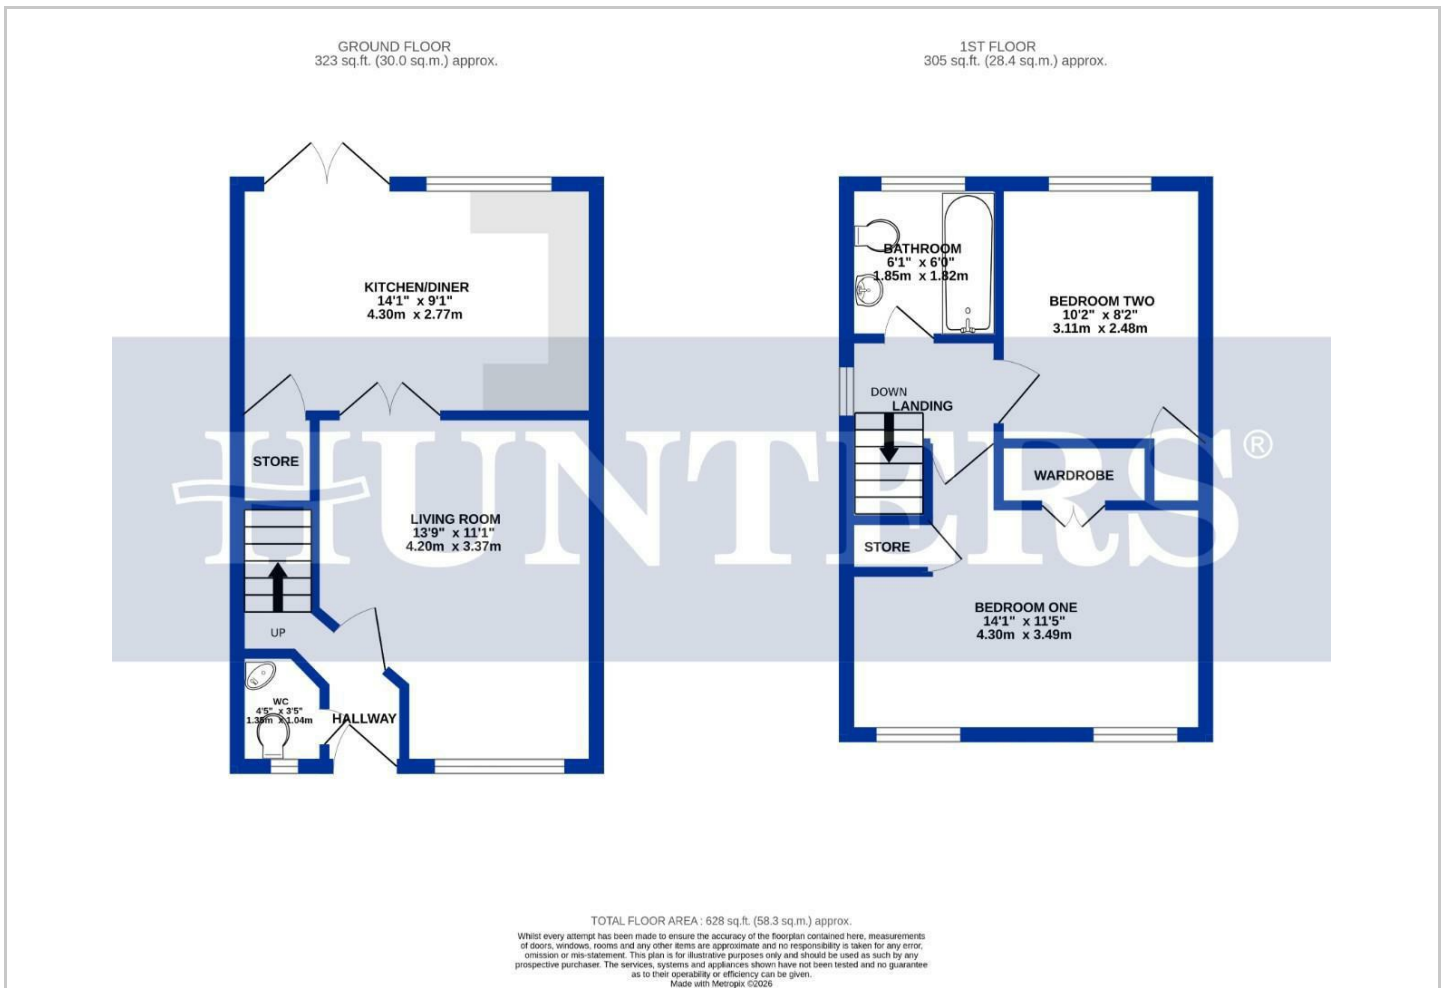 GROUND FLOOR
323 sq.ft. (30.0 sq.m.) approx.
1ST FLOOR
305 sq.ft. (28.4 sq.m.) approx.
KITCHEN/DINER
14'1" x 9'1"
4.30m x 2.77m
STORE
LIVING ROOM
13'9" x 11'1"
4.20m x 3.37m
UP
WC
4'5" x 3'5"
1.35m x 1.04m
HALLWAY
BATHROOM
6'1" x 6'0"
1.85m x 1.82m
BEDROOM TWO
10'2" x 8'2"
3.11m x 2.48m
DOWN
LANDING
WARDROBE
STORE
BEDROOM ONE
14'1" x 11'5"
4.30m x 3.49m
HUNTERS®
TOTAL FLOOR AREA : 628 sq.ft. (58.3 sq.m.) approx.
Whilst every attempt has been made to ensure the accuracy of the floorplan contained here, measurements
of doors, windows, rooms and any other items are approximate and no responsibility is taken for any error,
omission or mis-statement. This plan is for illustrative purposes only and should be used as such by any
prospective purchaser. The services, systems and appliances shown have not been tested and no guarantee
as to their operability or efficiency can be given.
Made with Metropix ©2026